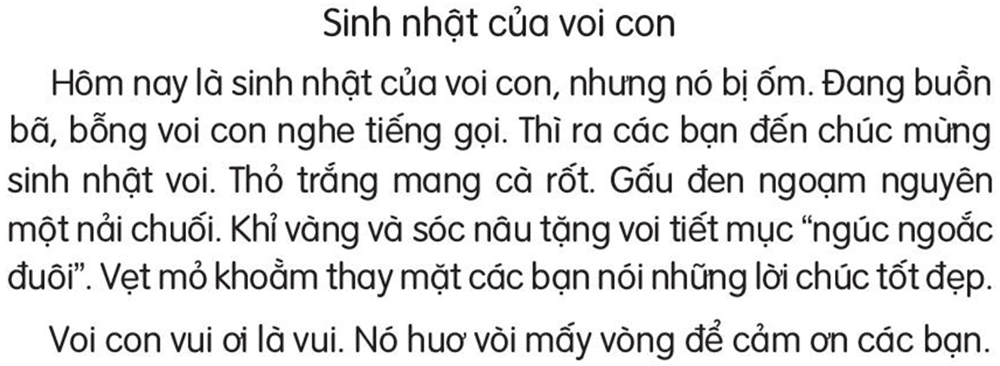 Sinh nhật của voi con
Hôm nay là sinh nhật của voi con, nhưng nó bị ốm. Đang buồn
bã, bỗng voi con nghe tiếng gọi. Thì ra các bạn đến chúc mừng
sinh nhật voi. Thỏ trắng mang cà rốt. Gấu đen ngoạm nguyên
một nải chuối. Khỉ vàng và sóc nâu tặng voi tiết mục “ngúc ngoắc
đuôi”. Vẹt mỏ khoằm thay mặt các bạn nói những lời chúc tốt đẹp.
Voi con vui ơi là vui. Nó huơ vòi mấy vòng để cảm ơn các bạn.